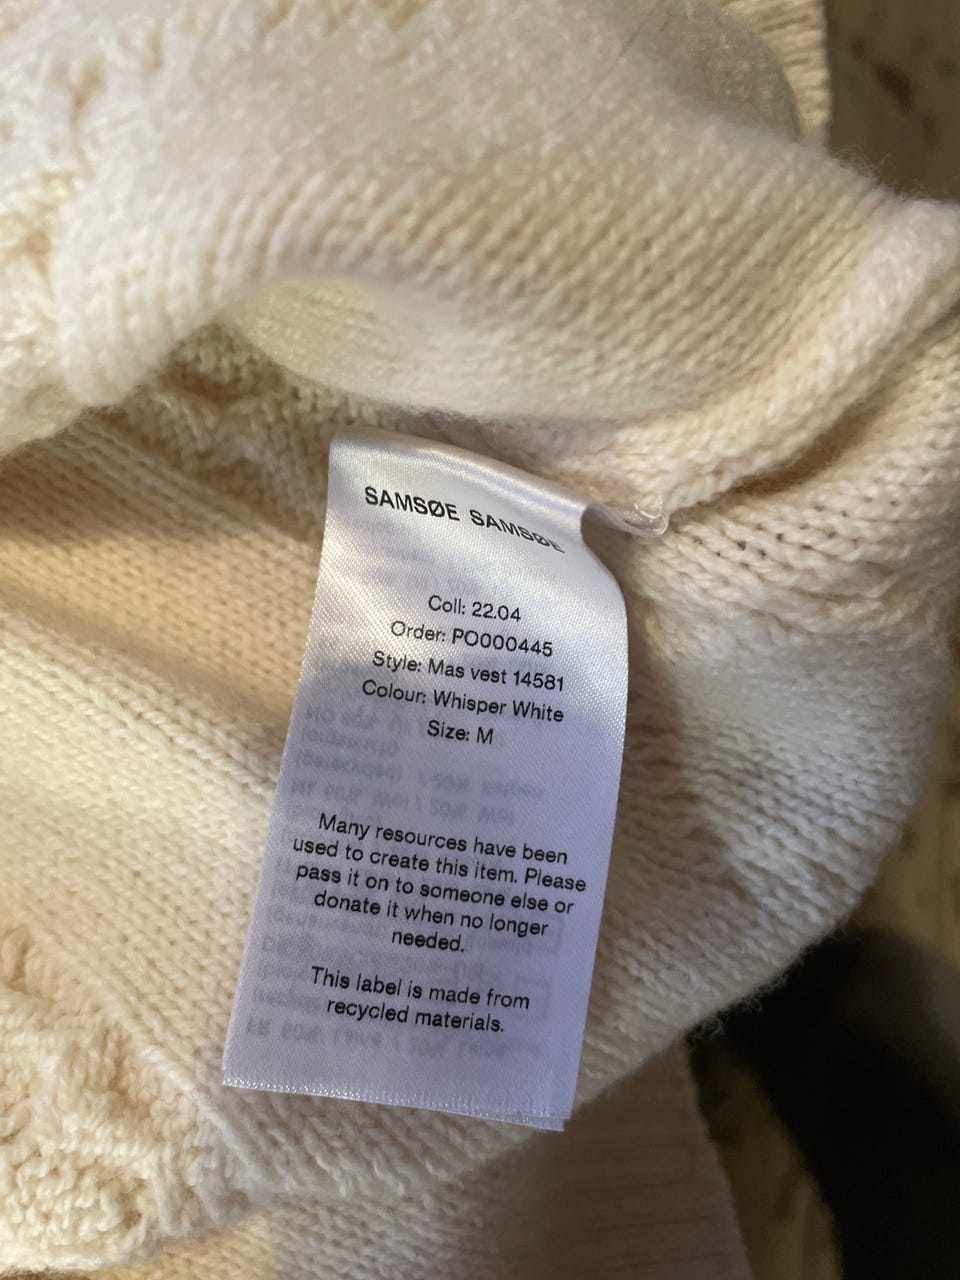 SAMSØE SAMSØE
Coll: 22.04
Order: PO000445
Style: Mas vest 14581
Colour: Whisper White
Size: M
Many resources have been
used to create this item. Please
pass it on to someone else or
donate it when no longer
needed.
This label is made from
recycled materials.